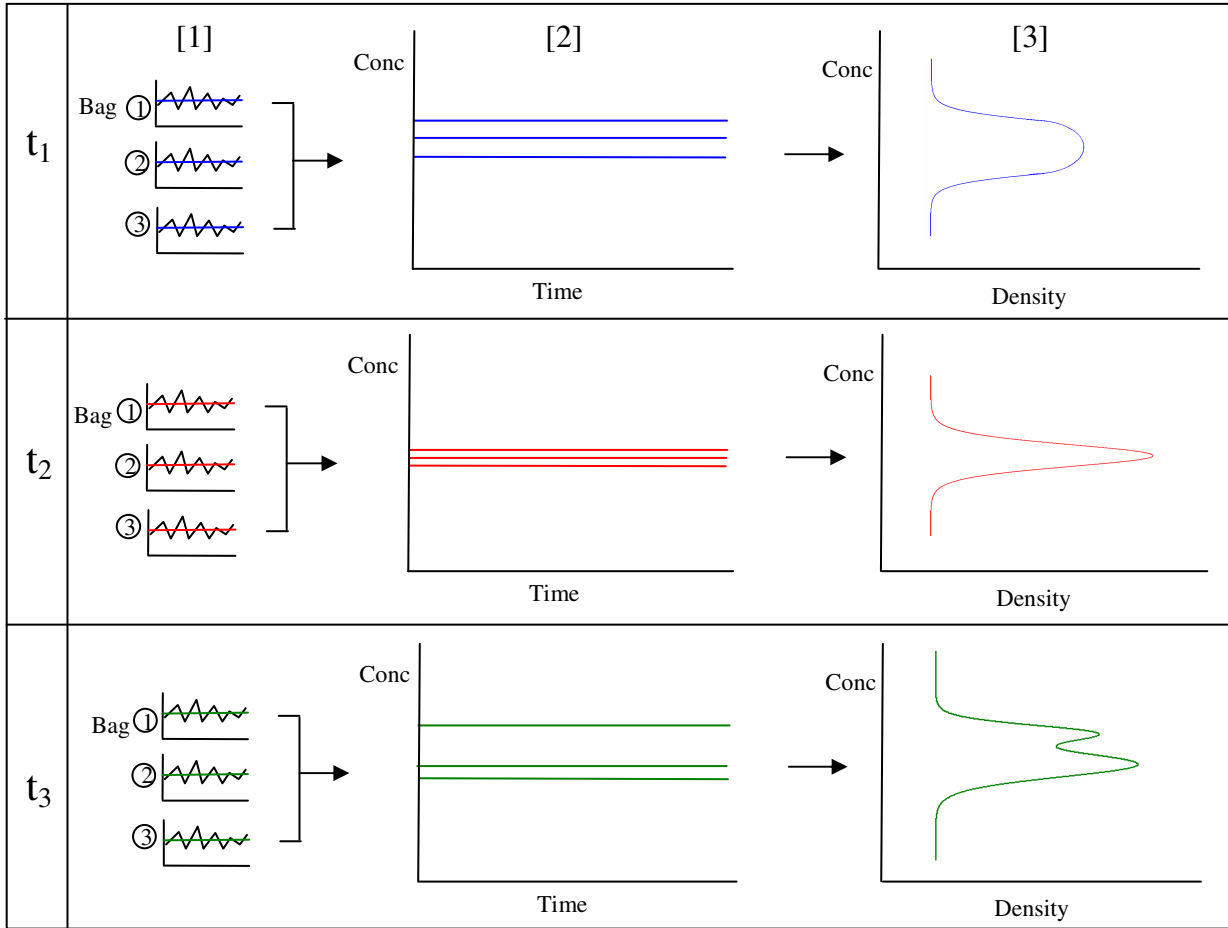 [1] [2] [3]
t1
Bag 1
2
3
Conc
Time
Conc
Density
t2
Bag 1
2
3
Conc
Time
Conc
Density
t3
Bag 1
2
3
Conc
Time
Conc
Density